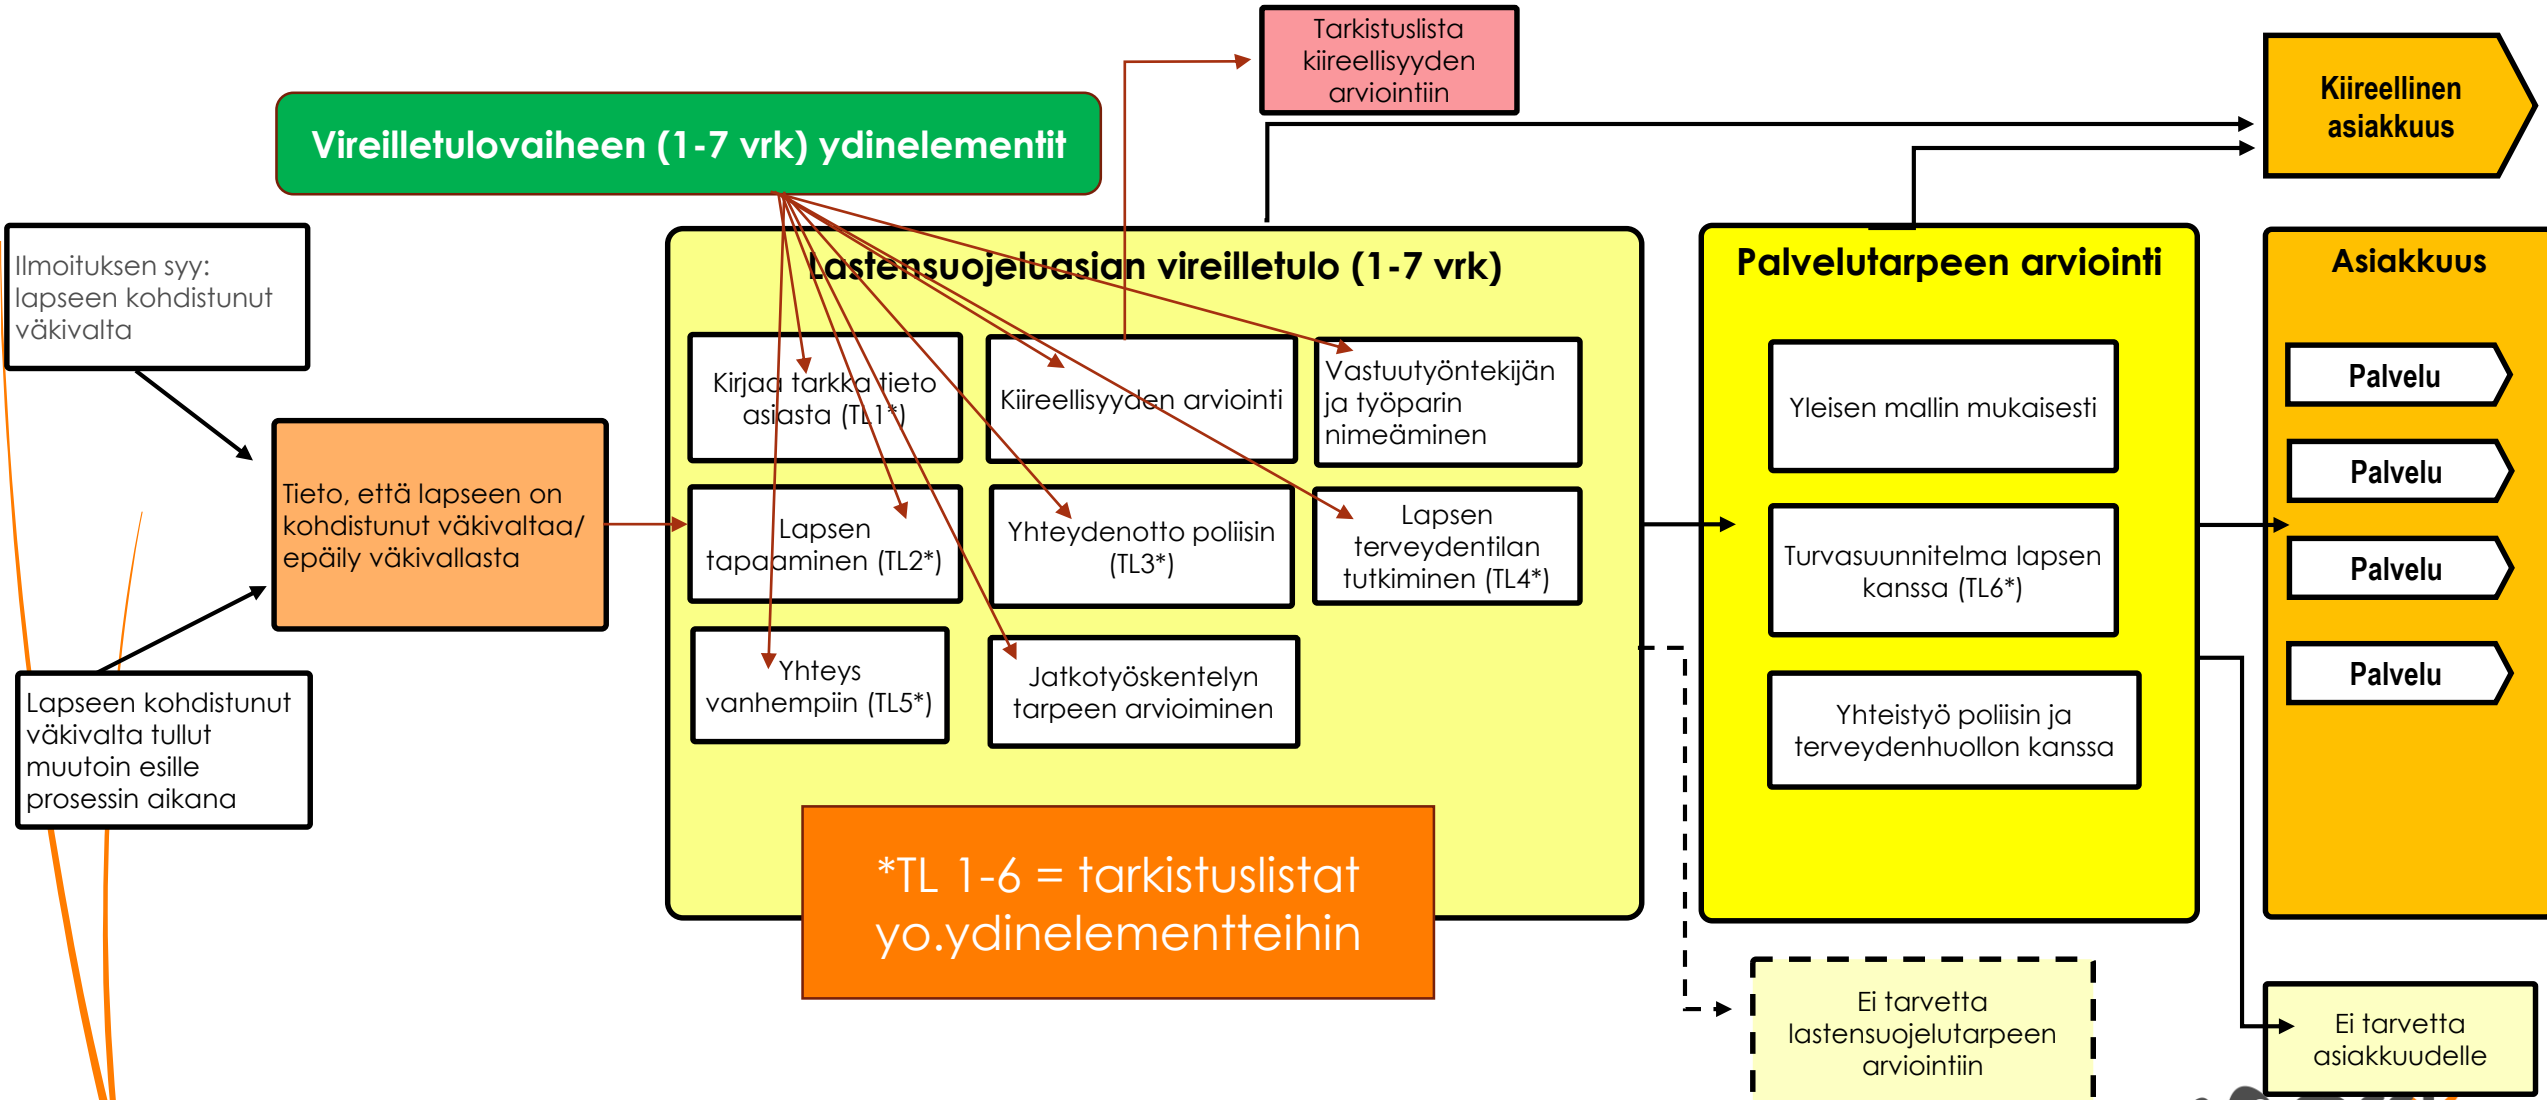 Tarkistuslista
kiireellisyyden
arviointiin
Kiireellinen
asiakkuus
Vireilletulovaiheen (1-7 vrk) ydinelementit
Ilmoituksen syy:
lapseen kohdistunut
väkivalta
Tieto, että lapseen on
kohdistunut väkivaltaa/
epäily väkivallasta
Lapseen kohdistunut
väkivalta tullut
muutoin esille
prosessin aikana
Lastensuojeluasian vireilletulo (1-7 vrk)
Kirjaa tarkka tieto
asiasta (TL1*)
Kiireellisyyden arviointi
Vastuutyöntekijän
ja työparin
nimeäminen
Lapsen
tapaaminen (TL2*)
Yhteydenotto poliisin
(TL3*)
Lapsen
terveydentilan
tutkiminen (TL4*)
Yhteys
vanhempiin (TL5*)
Jatkotyöskentelyn
tarpeen arvioiminen
*TL 1-6 = tarkistuslistat
yo.ydinelementteihin
Palvelutarpeen arviointi
Yleisen mallin mukaisesti
Turvasuunnitelma lapsen
kanssa (TL6*)
Yhteistyö poliisin ja
terveydenhuollon kanssa
Asiakkuus
Palvelu
Palvelu
Palvelu
Palvelu
Ei tarvetta
lastensuojelutarpeen
arviointiin
Ei tarvetta
asiakkuudelle